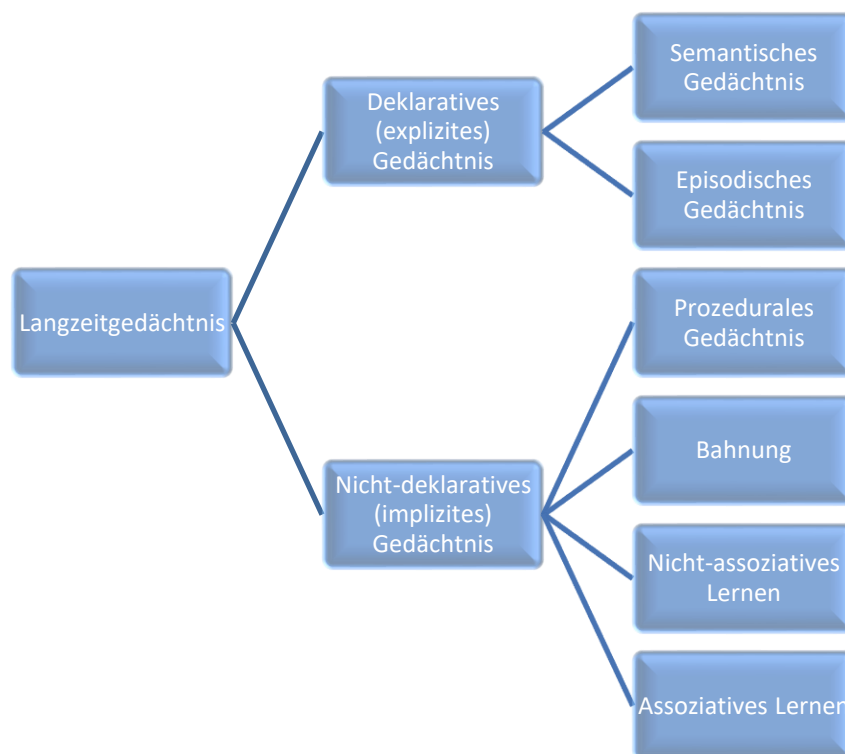 Langzeitgedächtnis
Deklaratives
(explizites)
Gedächtnis
Semantisches
Gedächtnis
Episodisches
Gedächtnis
Nicht-deklaratives
(implizites)
Gedächtnis
Prozedurales
Gedächtnis
Bahnung
Nicht-assoziatives
Lernen
Assoziatives Lernen